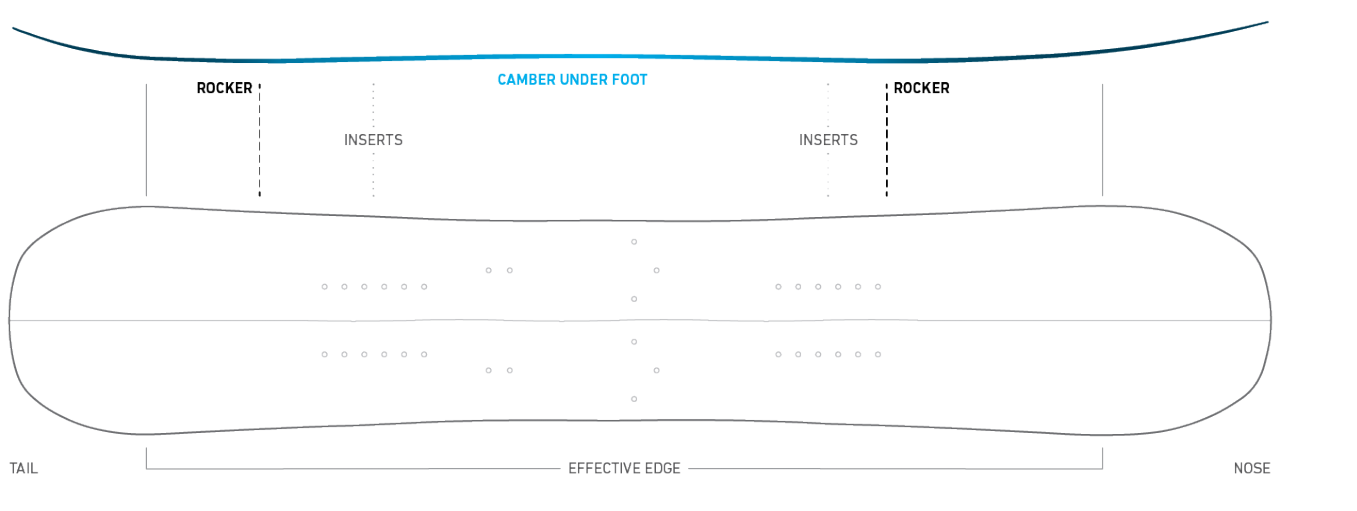 CAMBER UNDER FOOT
ROCKER
ROCKER
INSERTS
INSERTS
TAIL
EFFECTIVE EDGE
NOSE